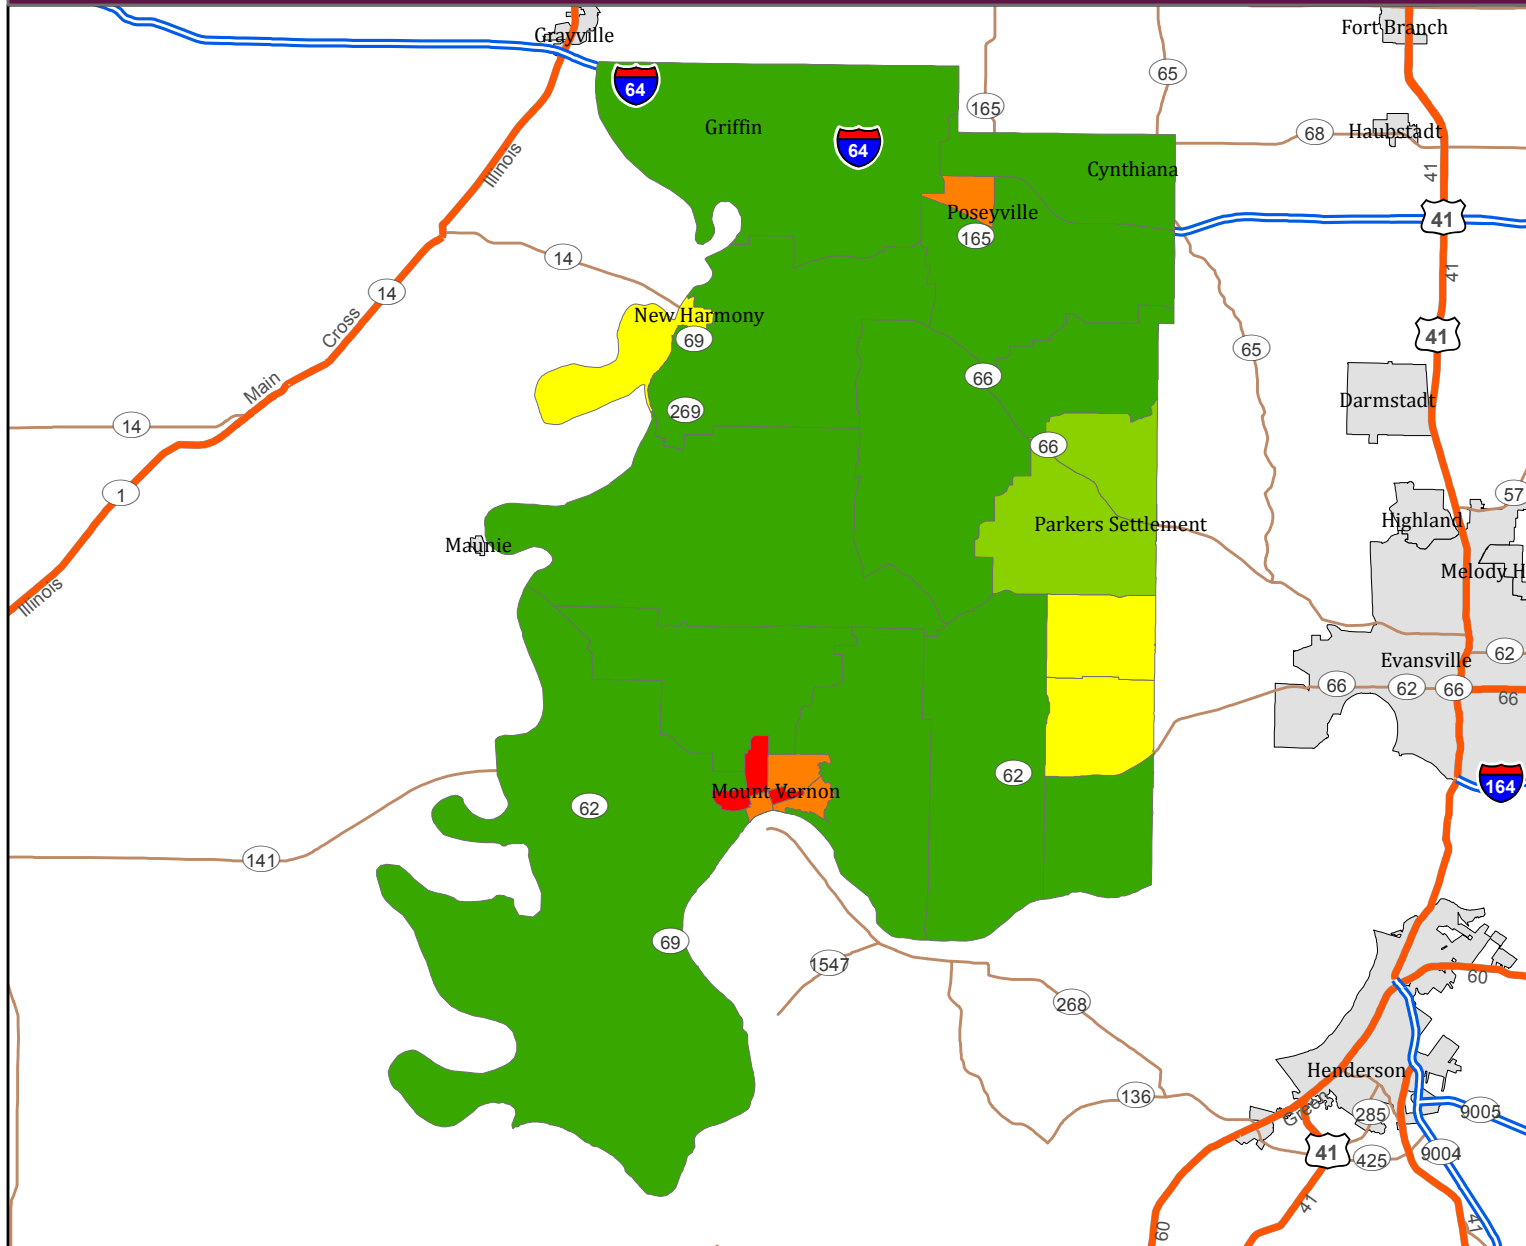 Grayville
Fort Branch
64
65
165
Griffin
68
Haubstadt
64
Illinois
Cynthiana
41
Poseyville
41
165
14
41
14
New Harmony
Cross
69
41
65
66
Main
269
Darmstadt
14
66
1
57
Parkers Settlement
Highland
Maunie
Melody H
Illinois
62
Evansville
66
62
66
66
62
Mount Vernon
164
62
141
69
1547
60
268
Henderson
136
Green
285
9005
41
425
9004
41
60
41